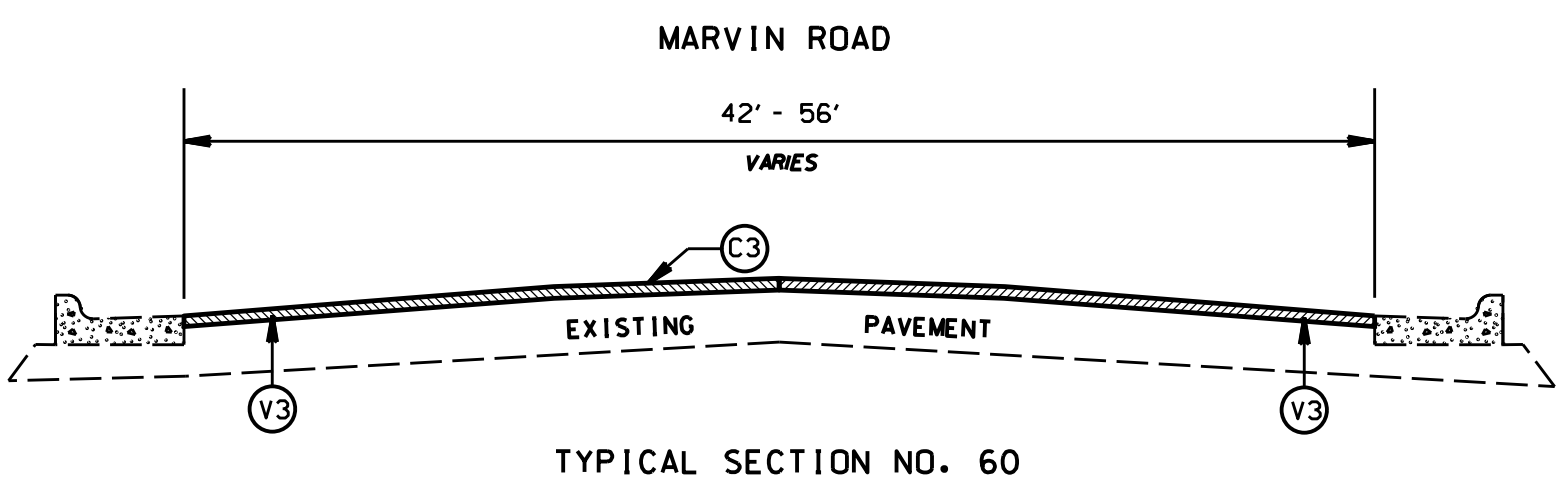 MARVIN ROAD
42' - 56'
VARIES
C3
EXISTING PAVEMENT
V3 V3
TYPICAL SECTION NO. 60